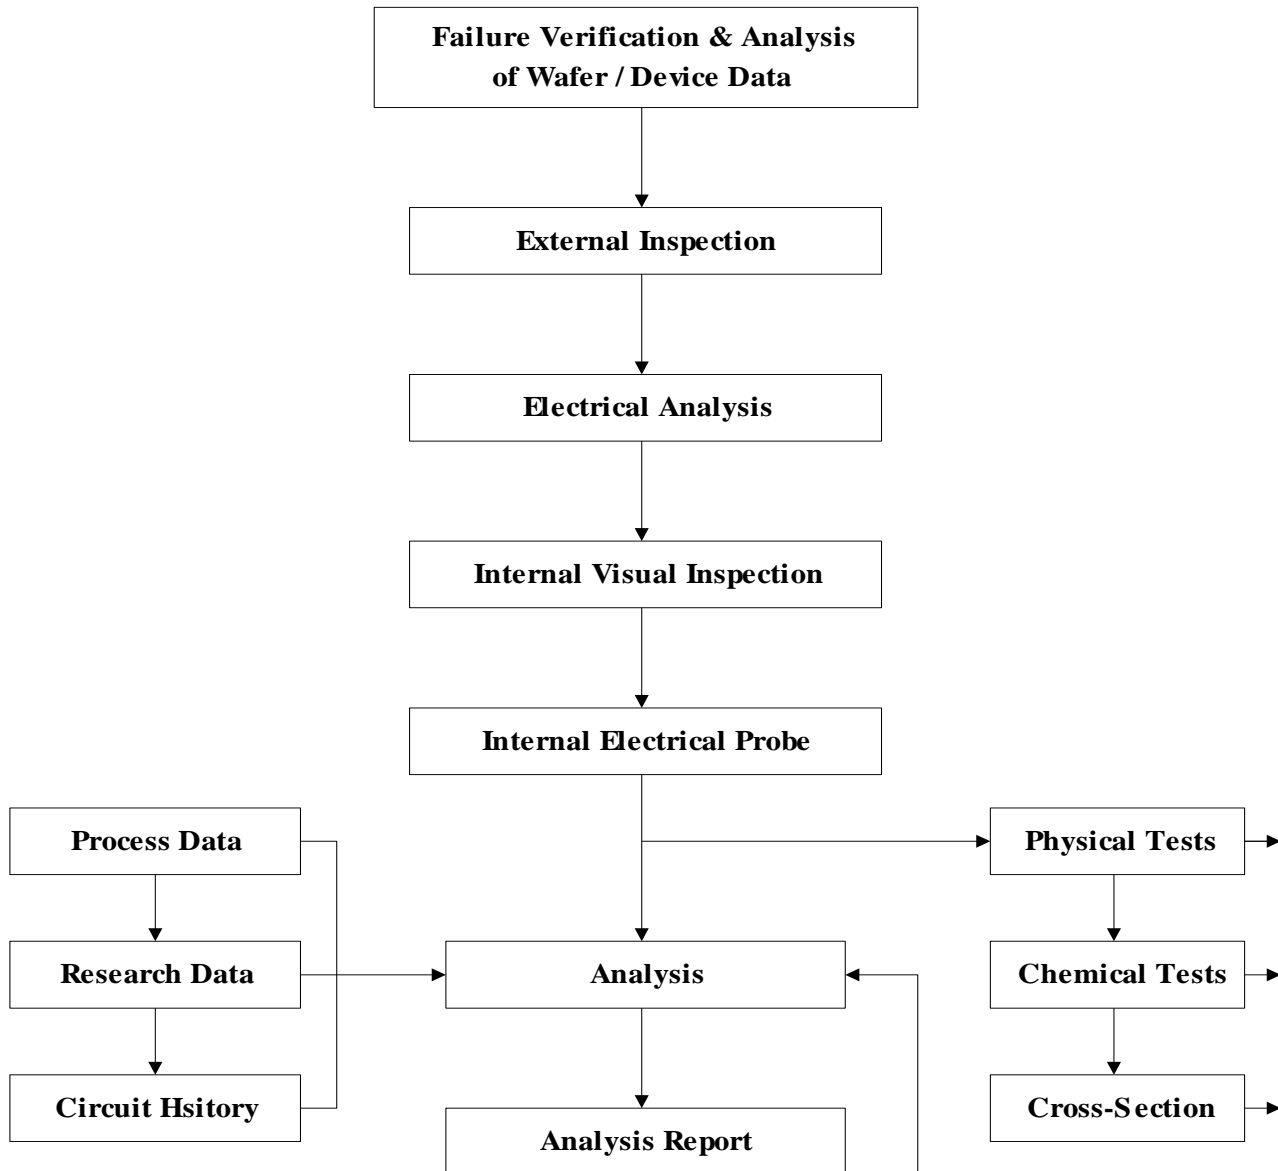 Failure Verification & Analysis
of Wafer / Device Data
External Inspection
Electrical Analysis
Internal Visual Inspection
Internal Electrical Probe
Process Data
Physical Tests
Research Data
Analysis
Chemical Tests
Circuit Hsitory
Cross-Section
Analysis Report